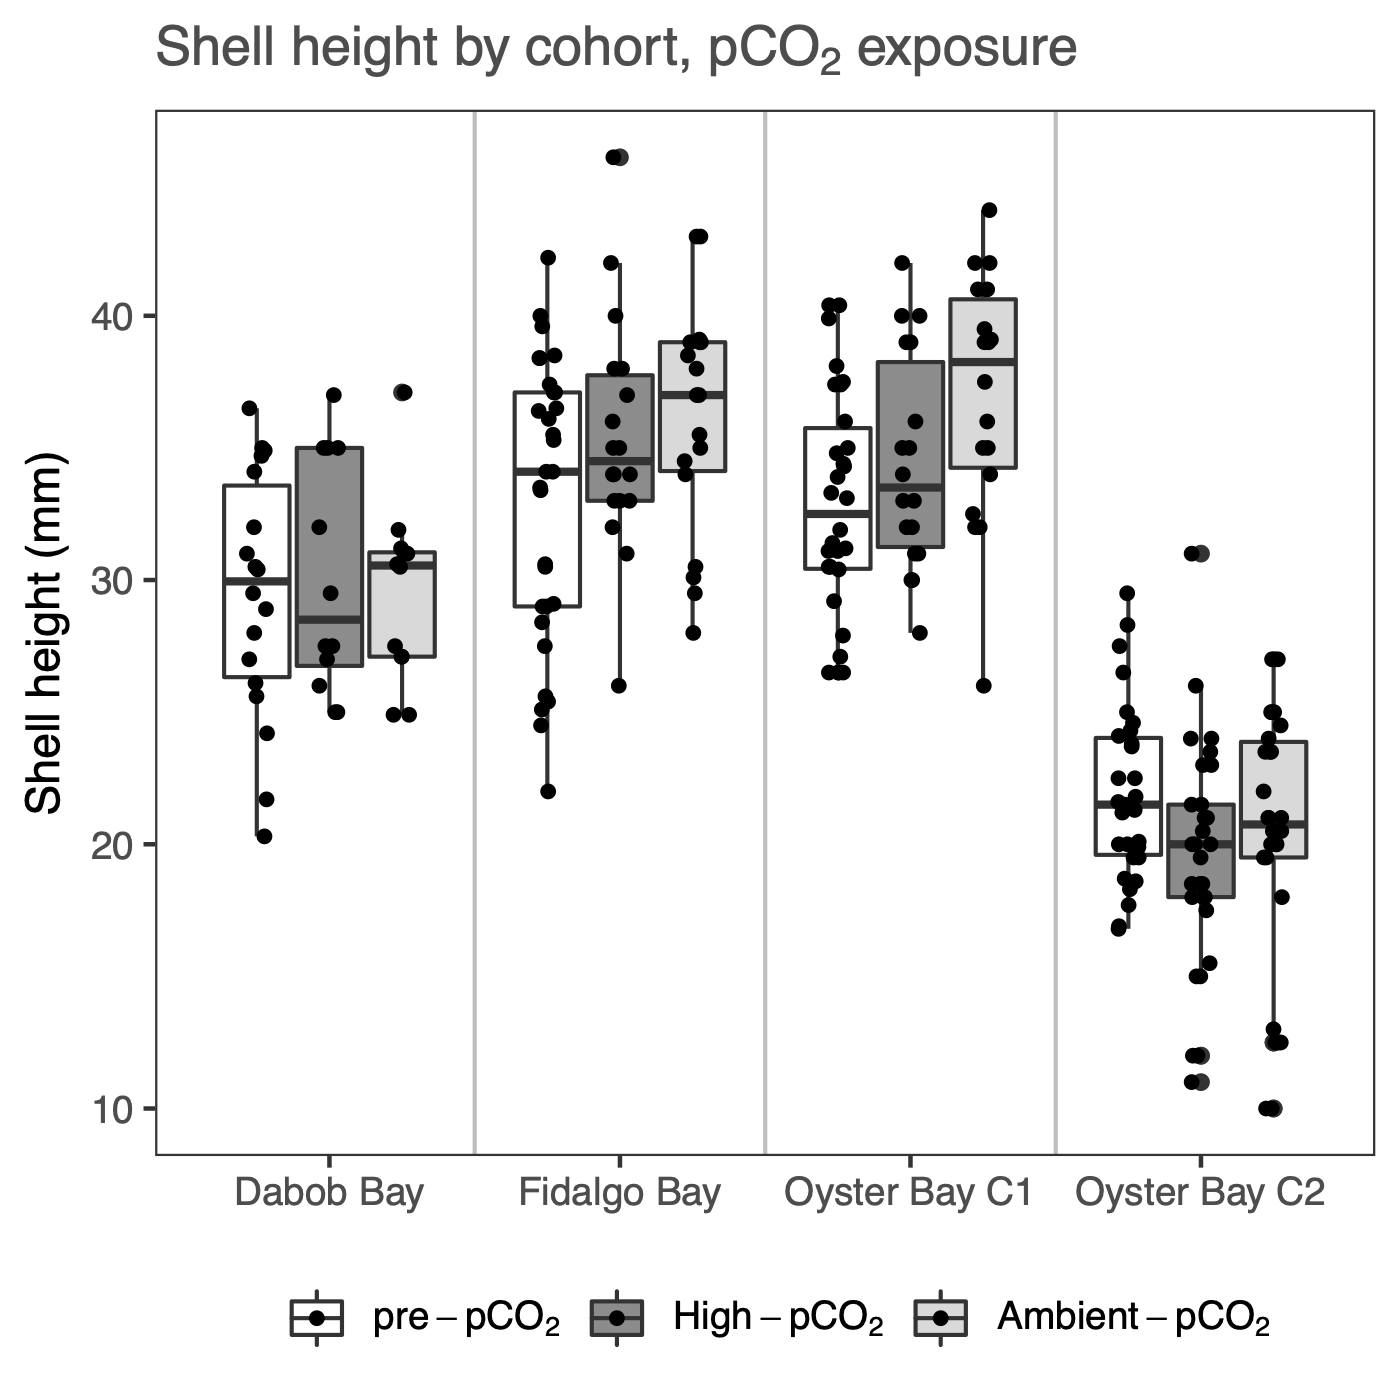 Shell height by cohort, pCO₂ exposure
Shell height (mm)
40
30
20
10
Dabob Bay Fidalgo Bay Oyster Bay C1 Oyster Bay C2
pre – pCO₂ High – pCO₂ Ambient – pCO₂